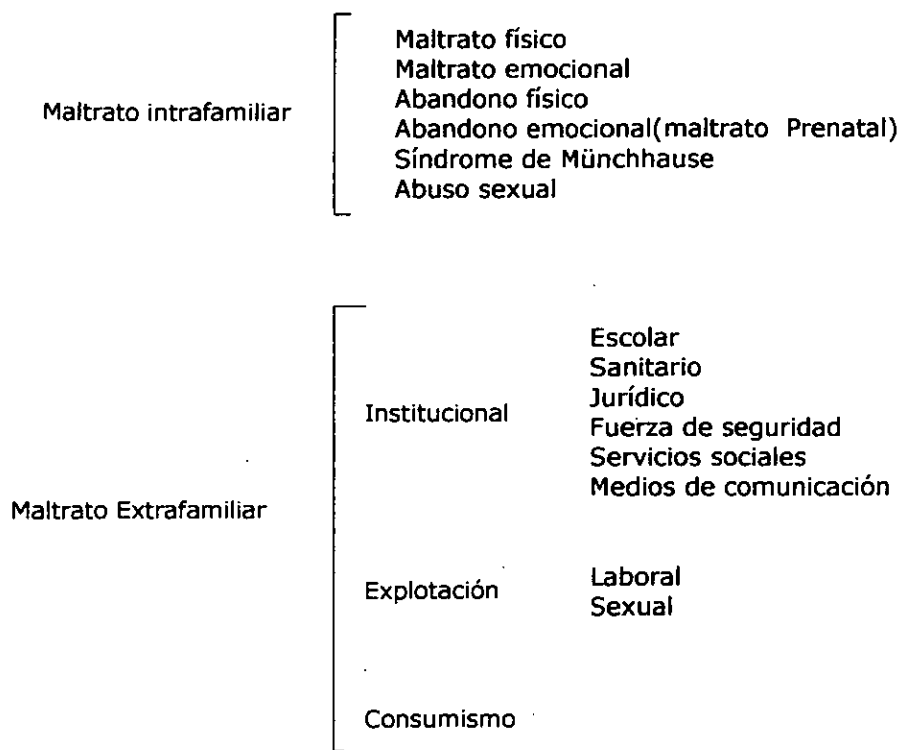 Maltrato intrafamiliar
Maltrato físico
Maltrato emocional
Abandono físico
Abandono emocional(maltrato Prenatal)
Síndrome de Münchhause
Abuso sexual
Maltrato Extrafamiliar
Institucional
Escolar
Sanitario
Jurídico
Fuerza de seguridad
Servicios sociales
Medios de comunicación
Explotación
Laboral
Sexual
Consumismo